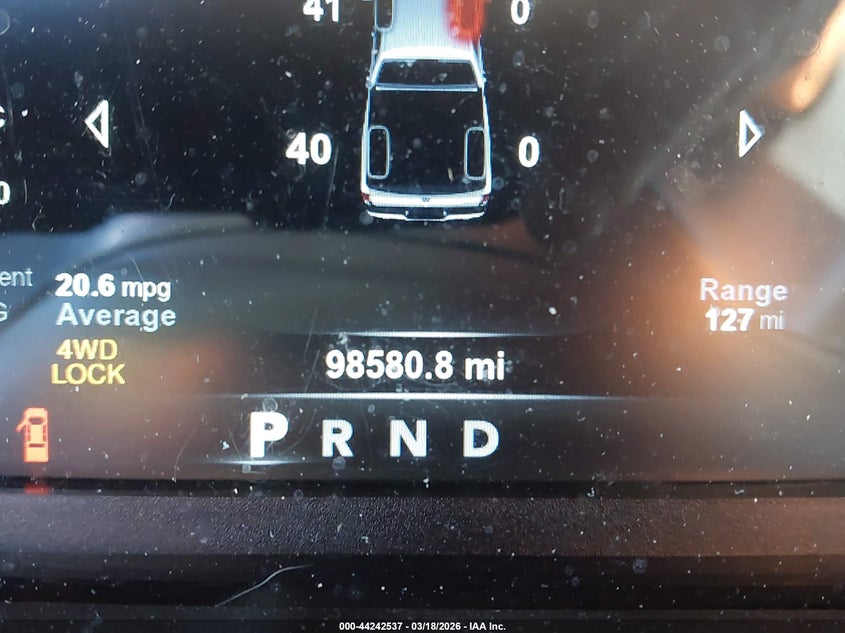 41 0
40 0
20.6 mpg
Average
Range
127 mi
4WD
LOCK
98580.8 mi
P R N D
000-44242537 - 03/18/2026 - IAA Inc.